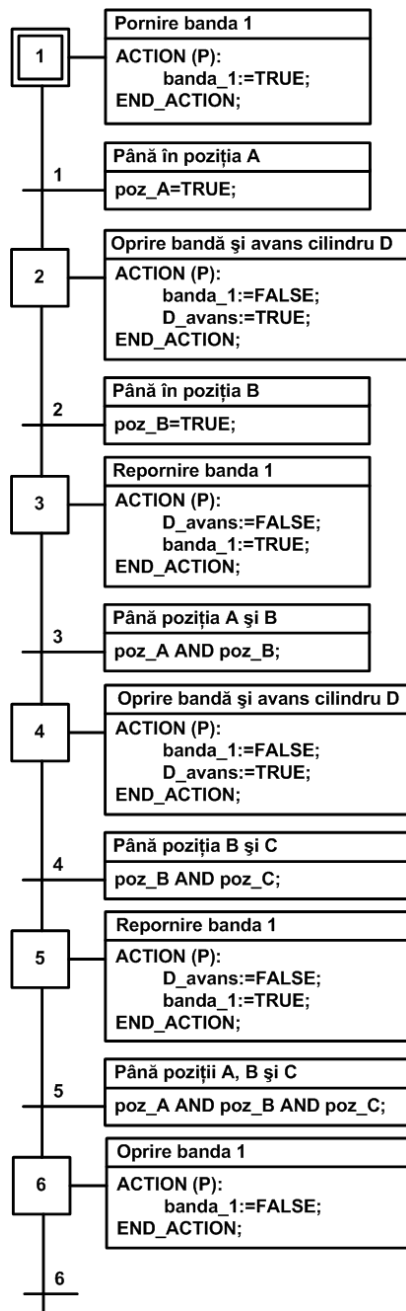 Pornire banda 1
1
ACTION (P):
banda_1:=TRUE;
END_ACTION;
Până în poziția A
1
poz_A=TRUE;
Oprire bandă şi avans cilindru D
2
ACTION (P):
banda_1:=FALSE;
D_avans:=TRUE;
END_ACTION;
Până în poziția B
2
poz_B=TRUE;
Repornire banda 1
3
ACTION (P):
D_avans:=FALSE;
banda_1:=TRUE;
END_ACTION;
Până poziția A şi B
3
poz_A AND poz_B;
Oprire bandă şi avans cilindru D
4
ACTION (P):
banda_1:=FALSE;
D_avans:=TRUE;
END_ACTION;
Până poziția B şi C
4
poz_B AND poz_C;
Repornire banda 1
5
ACTION (P):
D_avans:=FALSE;
banda_1:=TRUE;
END_ACTION;
Până poziții A, B şi C
5
poz_A AND poz_B AND poz_C;
Oprire banda 1
6
ACTION (P):
banda_1:=FALSE;
END_ACTION;
6